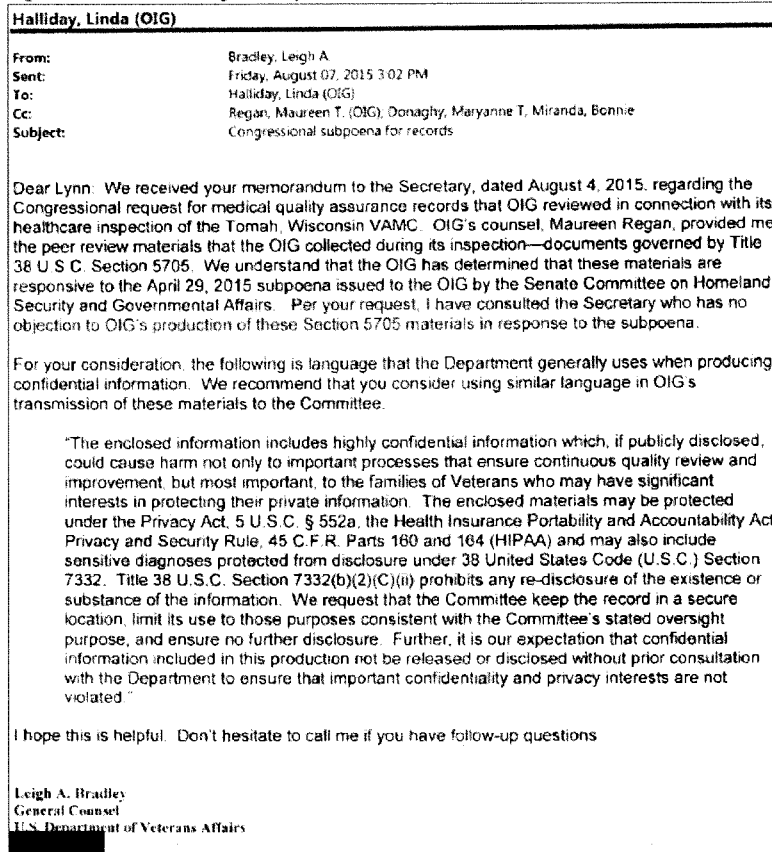 Halliday, Linda (OIG)
From: Bradley, Leigh A
Sent: Friday, August 07, 2015 3:02 PM
To: Halliday, Linda (OIG)
Cc: Regan, Maureen T. (OIG); Donaghy, Maryanne T; Miranda, Bonnie
Subject: Congressional subpoena for records
Dear Lynn: We received your memorandum to the Secretary, dated August 4, 2015, regarding the
Congressional request for medical quality assurance records that OIG reviewed in connection with its
healthcare inspection of the Tomah, Wisconsin VAMC. OIG's counsel, Maureen Regan, provided me
the peer review materials that the OIG collected during its inspection—documents governed by Title
38 U.S.C. Section 5705. We understand that the OIG has determined that these materials are
responsive to the April 29, 2015 subpoena issued to the OIG by the Senate Committee on Homeland
Security and Governmental Affairs. Per your request, I have consulted the Secretary who has no
objection to OIG's production of these Section 5705 materials in response to the subpoena.
For your consideration, the following is language that the Department generally uses when producing
confidential information. We recommend that you consider using similar language in OIG's
transmission of these materials to the Committee.
"The enclosed information includes highly confidential information which, if publicly disclosed,
could cause harm not only to important processes that ensure continuous quality review and
improvement, but most important, to the families of Veterans who may have significant
interests in protecting their private information. The enclosed materials may be protected
under the Privacy Act, 5 U.S.C. § 552a, the Health Insurance Portability and Accountability Act
Privacy and Security Rule, 45 C.F.R. Parts 160 and 164 (HIPAA) and may also include
sensitive diagnoses protected from disclosure under 38 United States Code (U.S.C.) Section
7332. Title 38 U.S.C. Section 7332(b)(2)(C)(ii) prohibits any re-disclosure of the existence or
substance of the information. We request that the Committee keep the record in a secure
location, limit its use to those purposes consistent with the Committee's stated oversight
purpose, and ensure no further disclosure. Further, it is our expectation that confidential
information included in this production not be released or disclosed without prior consultation
with the Department to ensure that important confidentiality and privacy interests are not
violated."
I hope this is helpful. Don't hesitate to call me if you have follow-up questions
Leigh A. Bradley
General Counsel
U.S. Department of Veterans Affairs